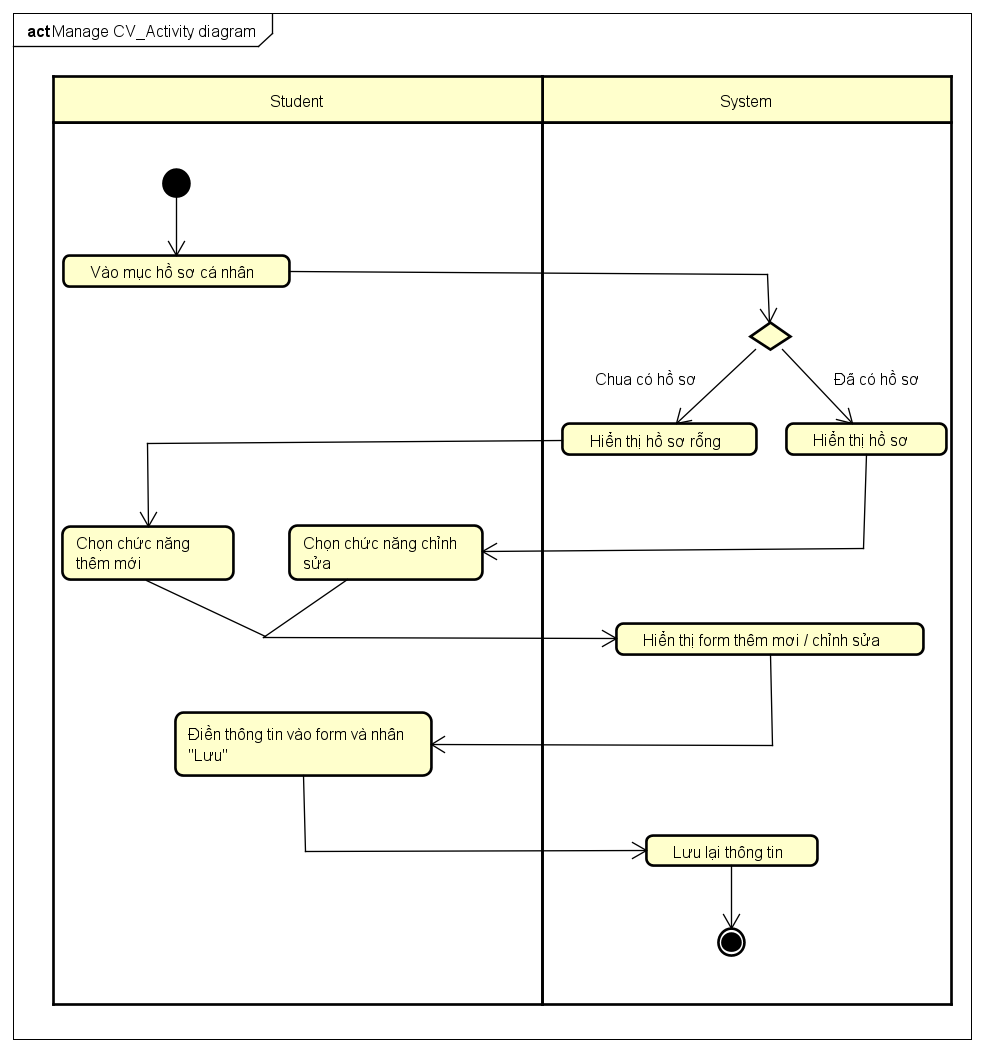 act Manage CV_Activity diagram
Student
System
Vào mục hồ sơ cá nhân
Chua có hồ sơ
Đã có hồ sơ
Hiển thị hồ sơ rỗng
Hiển thị hồ sơ
Chọn chức năng
thêm mới
Chọn chức năng chỉnh
sửa
Hiển thị form thêm mơi / chỉnh sửa
Điền thông tin vào form và nhân
"Lưu"
Lưu lại thông tin